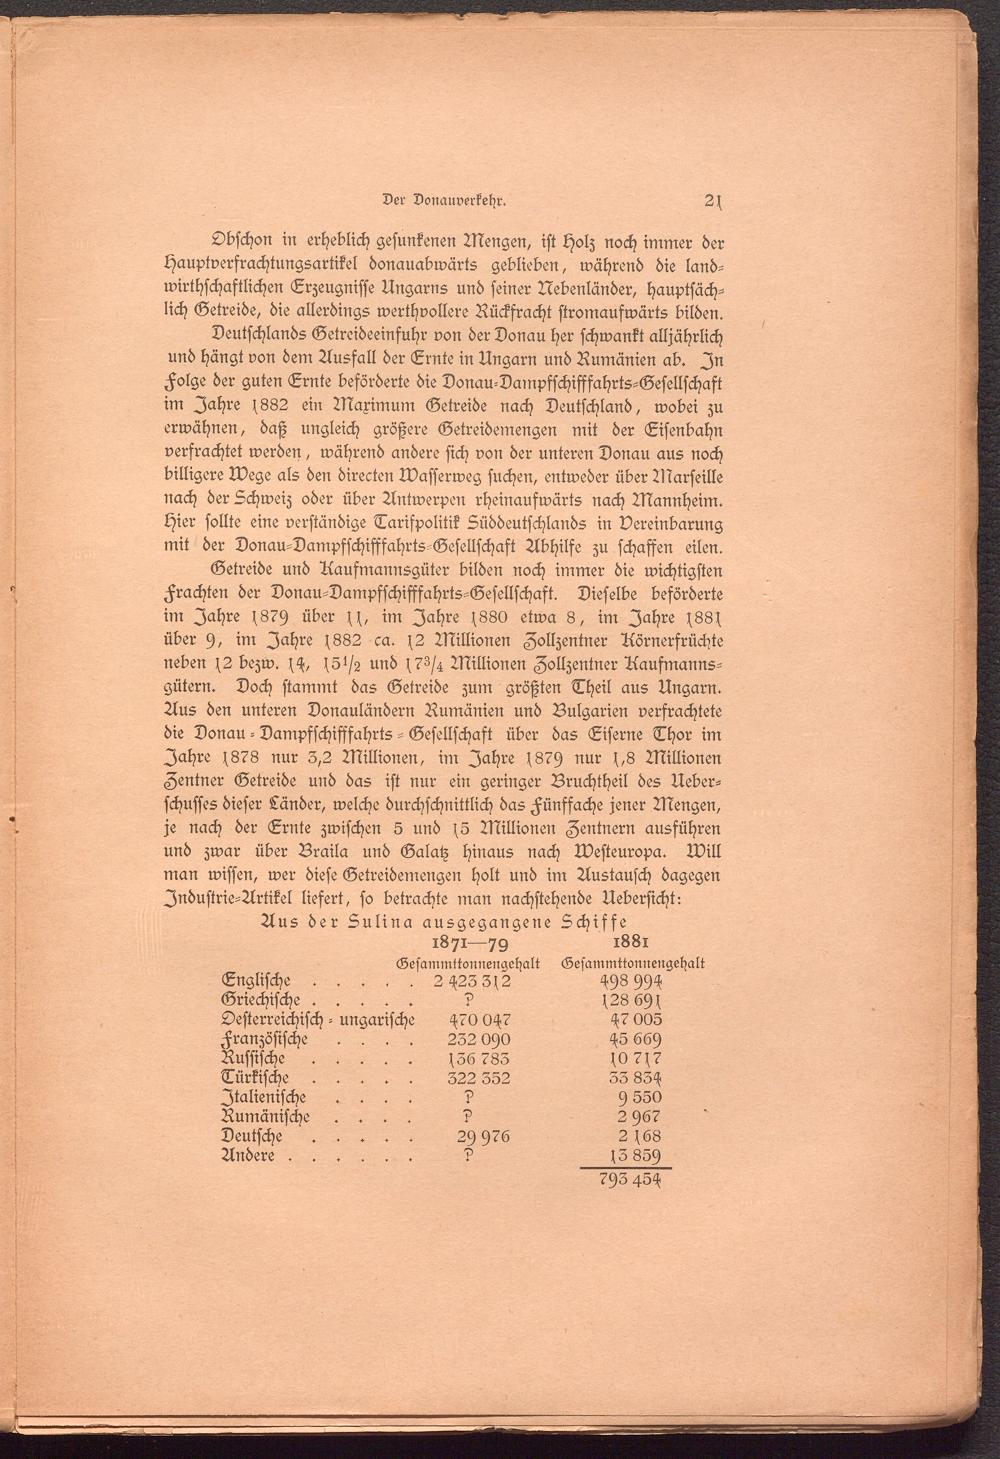 Der Donauverkehr. 21
Obschon in erheblich gesunkenen Mengen, ist Holz noch immer der
Hauptverfrachtungsartikel donauabwärts geblieben, während die land-
wirthschaftlichen Erzeugnisse Ungarns und seiner Nebenländer, hauptsäch-
lich Getreide, die allerdings werthvollere Rückfracht stromaufwärts bilden.
Deutschlands Getreideeinfuhr von der Donau her schwankt alljährlich
und hängt von dem Ausfall der Ernte in Ungarn und Rumänien ab. In
Folge der guten Ernte beförderte die Donau-Dampfschifffahrts-Gesellschaft
im Jahre 1882 ein Maximum Getreide nach Deutschland, wobei zu
erwähnen, daß ungleich größere Getreidemengen mit der Eisenbahn
verfrachtet werden, während andere sich von der unteren Donau aus noch
billigere Wege als den directen Wasserweg suchen, entweder über Marseille
nach der Schweiz oder über Antwerpen rheinaufwärts nach Mannheim.
Hier sollte eine verständige Tarifpolitik Süddeutschlands in Vereinbarung
mit der Donau-Dampfschifffahrts-Gesellschaft Abhilfe zu schaffen eilen.
Getreide und Kaufmannsgüter bilden noch immer die wichtigsten
Frachten der Donau-Dampfschifffahrts-Gesellschaft. Dieselbe beförderte
im Jahre 1879 über 11, im Jahre 1880 etwa 8, im Jahre 1881
über 9, im Jahre 1882 ca. 12 Millionen Zollzentner Körnerfrüchte
neben 12 bezw. 14, 15 1/2 und 17 3/4 Millionen Zollzentner Kaufmanns-
gütern. Doch stammt das Getreide zum größten Theil aus Ungarn.
Aus den unteren Donauländern Rumänien und Bulgarien verfrachtete
die Donau-Dampfschifffahrts-Gesellschaft über das Eiserne Thor im
Jahre 1878 nur 3,2 Millionen, im Jahre 1879 nur 1,8 Millionen
Zentner Getreide und das ist nur ein geringer Bruchtheil des Ueber-
schusses dieser Länder, welche durchschnittlich das Fünffache jener Mengen,
je nach der Ernte zwischen 5 und 15 Millionen Zentnern ausführen
und zwar über Braila und Galatz hinaus nach Westeuropa. Will
man wissen, wer diese Getreidemengen holt und im Austausch dagegen
Industrie-Artikel liefert, so betrachte man nachstehende Uebersicht:
Aus der Sulina ausgegangene Schiffe
1871—79 1881
Gesammttonnengehalt Gesammttonnengehalt
Englische . . . . . 2 423 312 498 994
Griechische . . . . . ? 128 691
Oesterreichisch-ungarische 470 047 47 005
Französische . . . . 232 090 45 669
Russische . . . . . 136 783 10 717
Türkische . . . . . 322 352 33 834
Italienische . . . . ? 9 550
Rumänische . . . . ? 2 967
Deutsche . . . . . 29 976 2 168
Andere . . . . . . ? 13 859
793 454